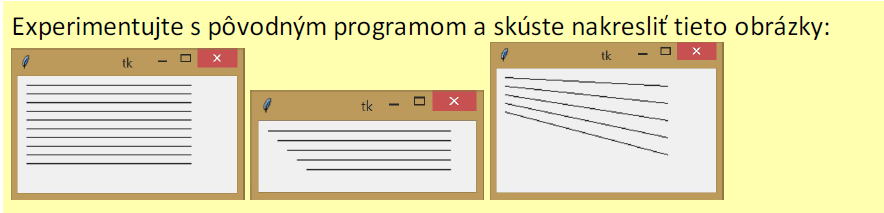 Experimentujte s pôvodným programom a skúste nakresliť tieto obrázky:
tk
tk
tk